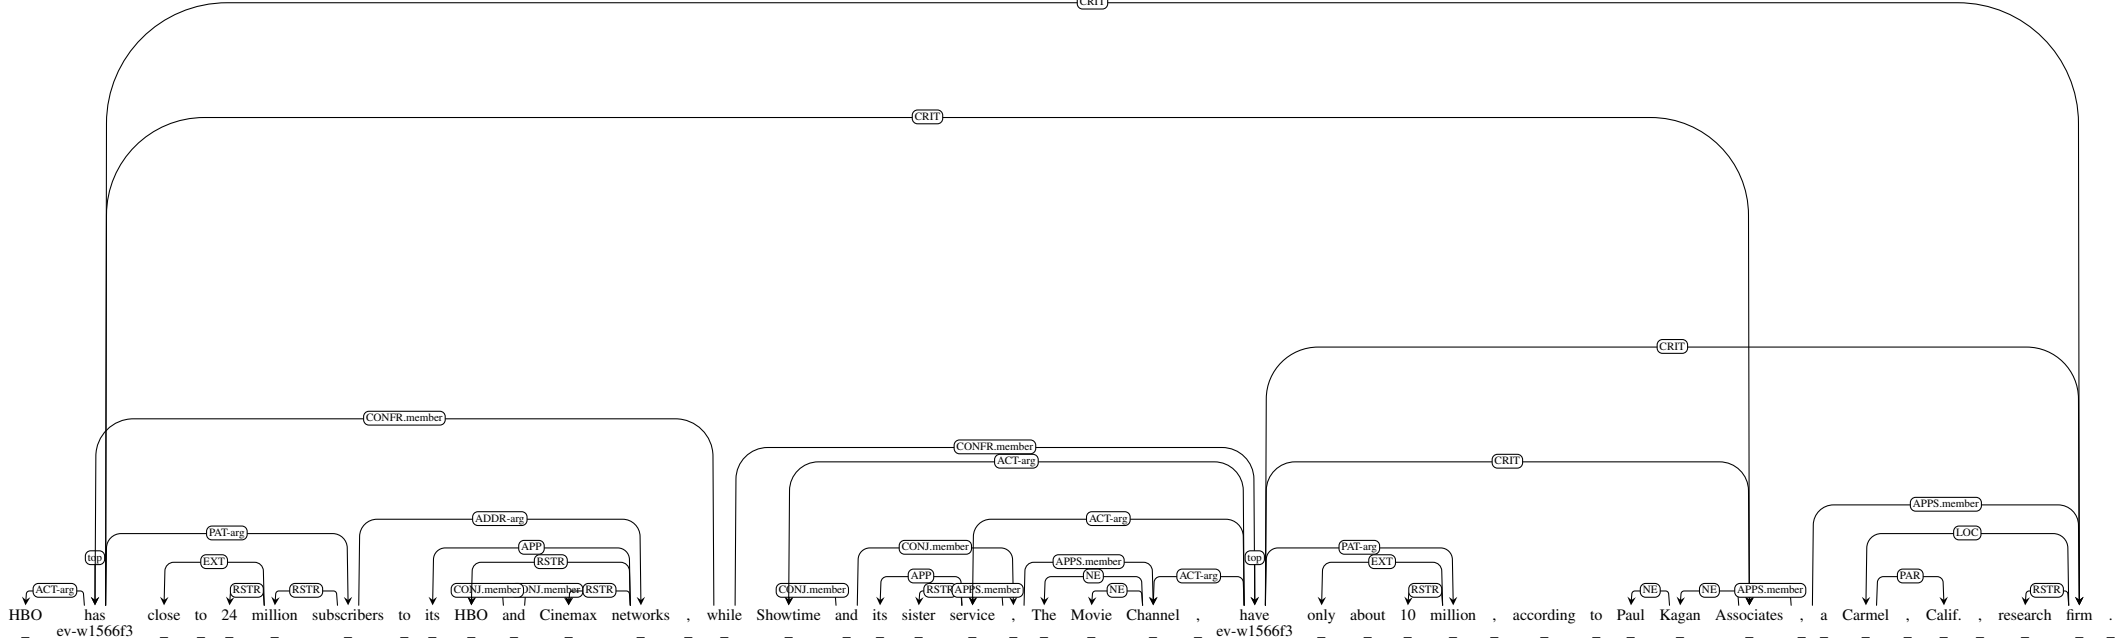 CRIT
CRIT
CRIT
CONFR.member
CONFR.member
ACT-arg
CRIT
APPS.member
ADDR-arg ACT-arg
PAT-arg LOC
APP CONJ.member PAT-arg
top EXT RSTR APPS.member top EXT
APP NE ACT-arg PAR
ACT-arg RSTR RSTR CONJ.member ONJ.member RSTR CONJ.member RSTR APPS.member NE RSTR NE NE APPS.member RSTR
HBO has close to 24 million subscribers to its HBO and Cinemax networks , while Showtime and its sister service , The Movie Channel , have only about 10 million , according to Paul Kagan Associates , a Carmel , Calif. , research firm .
_ ev-w1566f3 _ _ _ _ _ _ _ _ _ _ _ _ _ _ _ _ _ _ _ _ _ _ _ ev-w1566f3 _ _ _ _ _ _ _ _ _ _ _ _ _ _ _ _ _ _ _